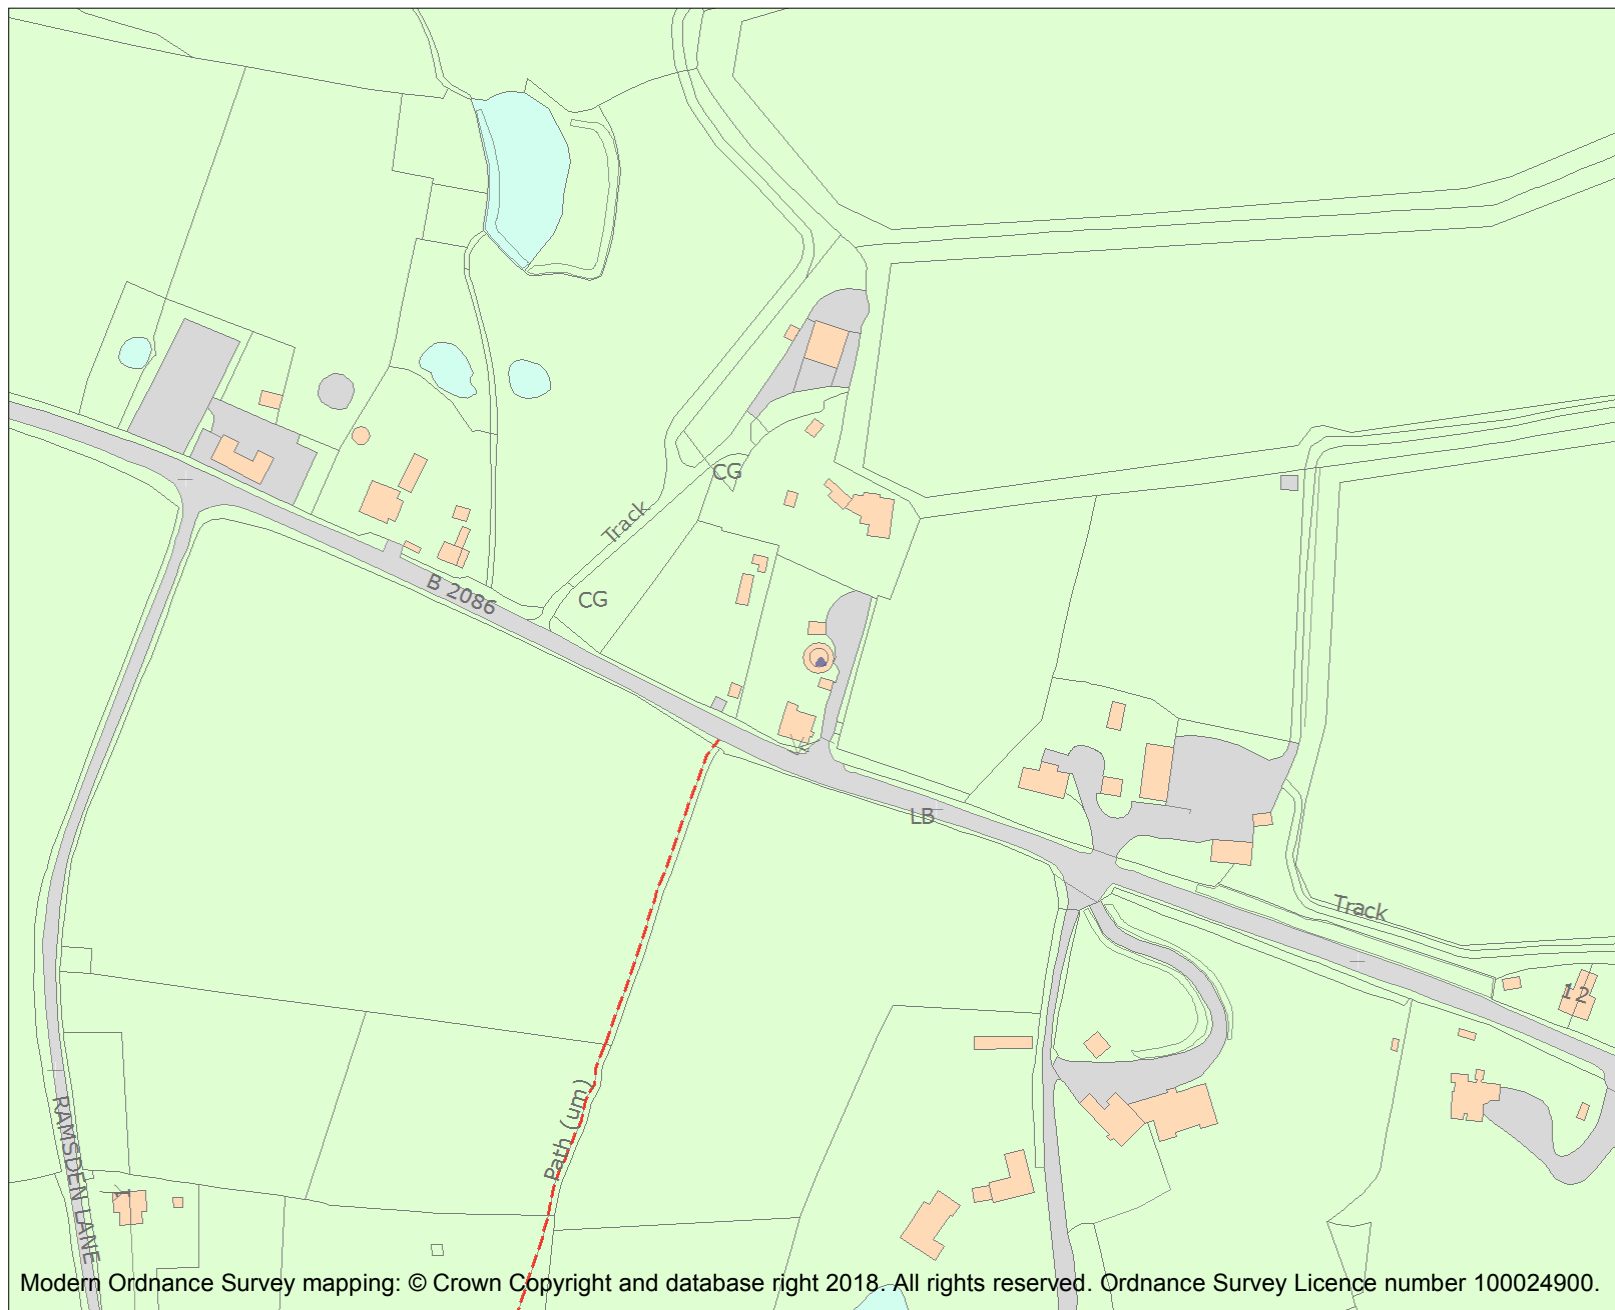 CG
Track
CG
B 2086
LB
Track
12
Path (um)
RAMSDEN LANE
1
Modern Ordnance Survey mapping: © Crown Copyright and database right 2018. All rights reserved. Ordnance Survey Licence number 100024900.